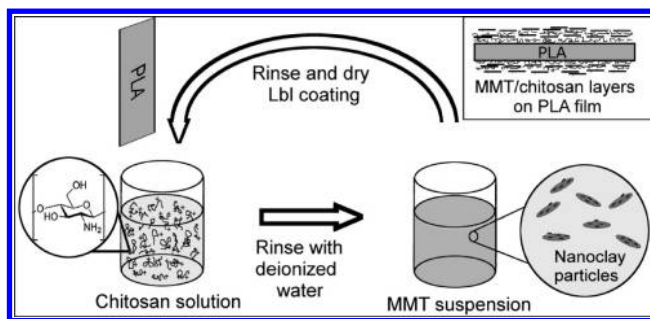 PLA
Rinse and dry
LbL coating
PLA
MMT/chitosan layers
on PLA film
OH
O
O
HO
NH2
Rinse with
deionized
water
Nanoclay
particles
Chitosan solution
MMT suspension